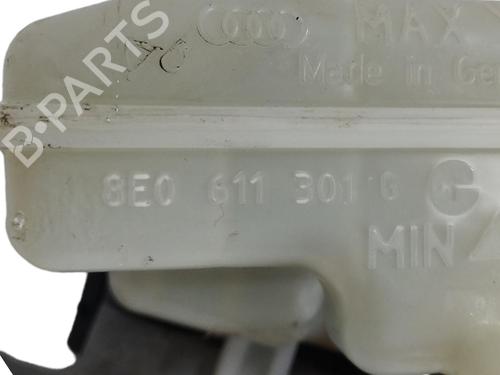 MAX
Made in Ge
B-PARTS
8E0 611 301 G
MIN